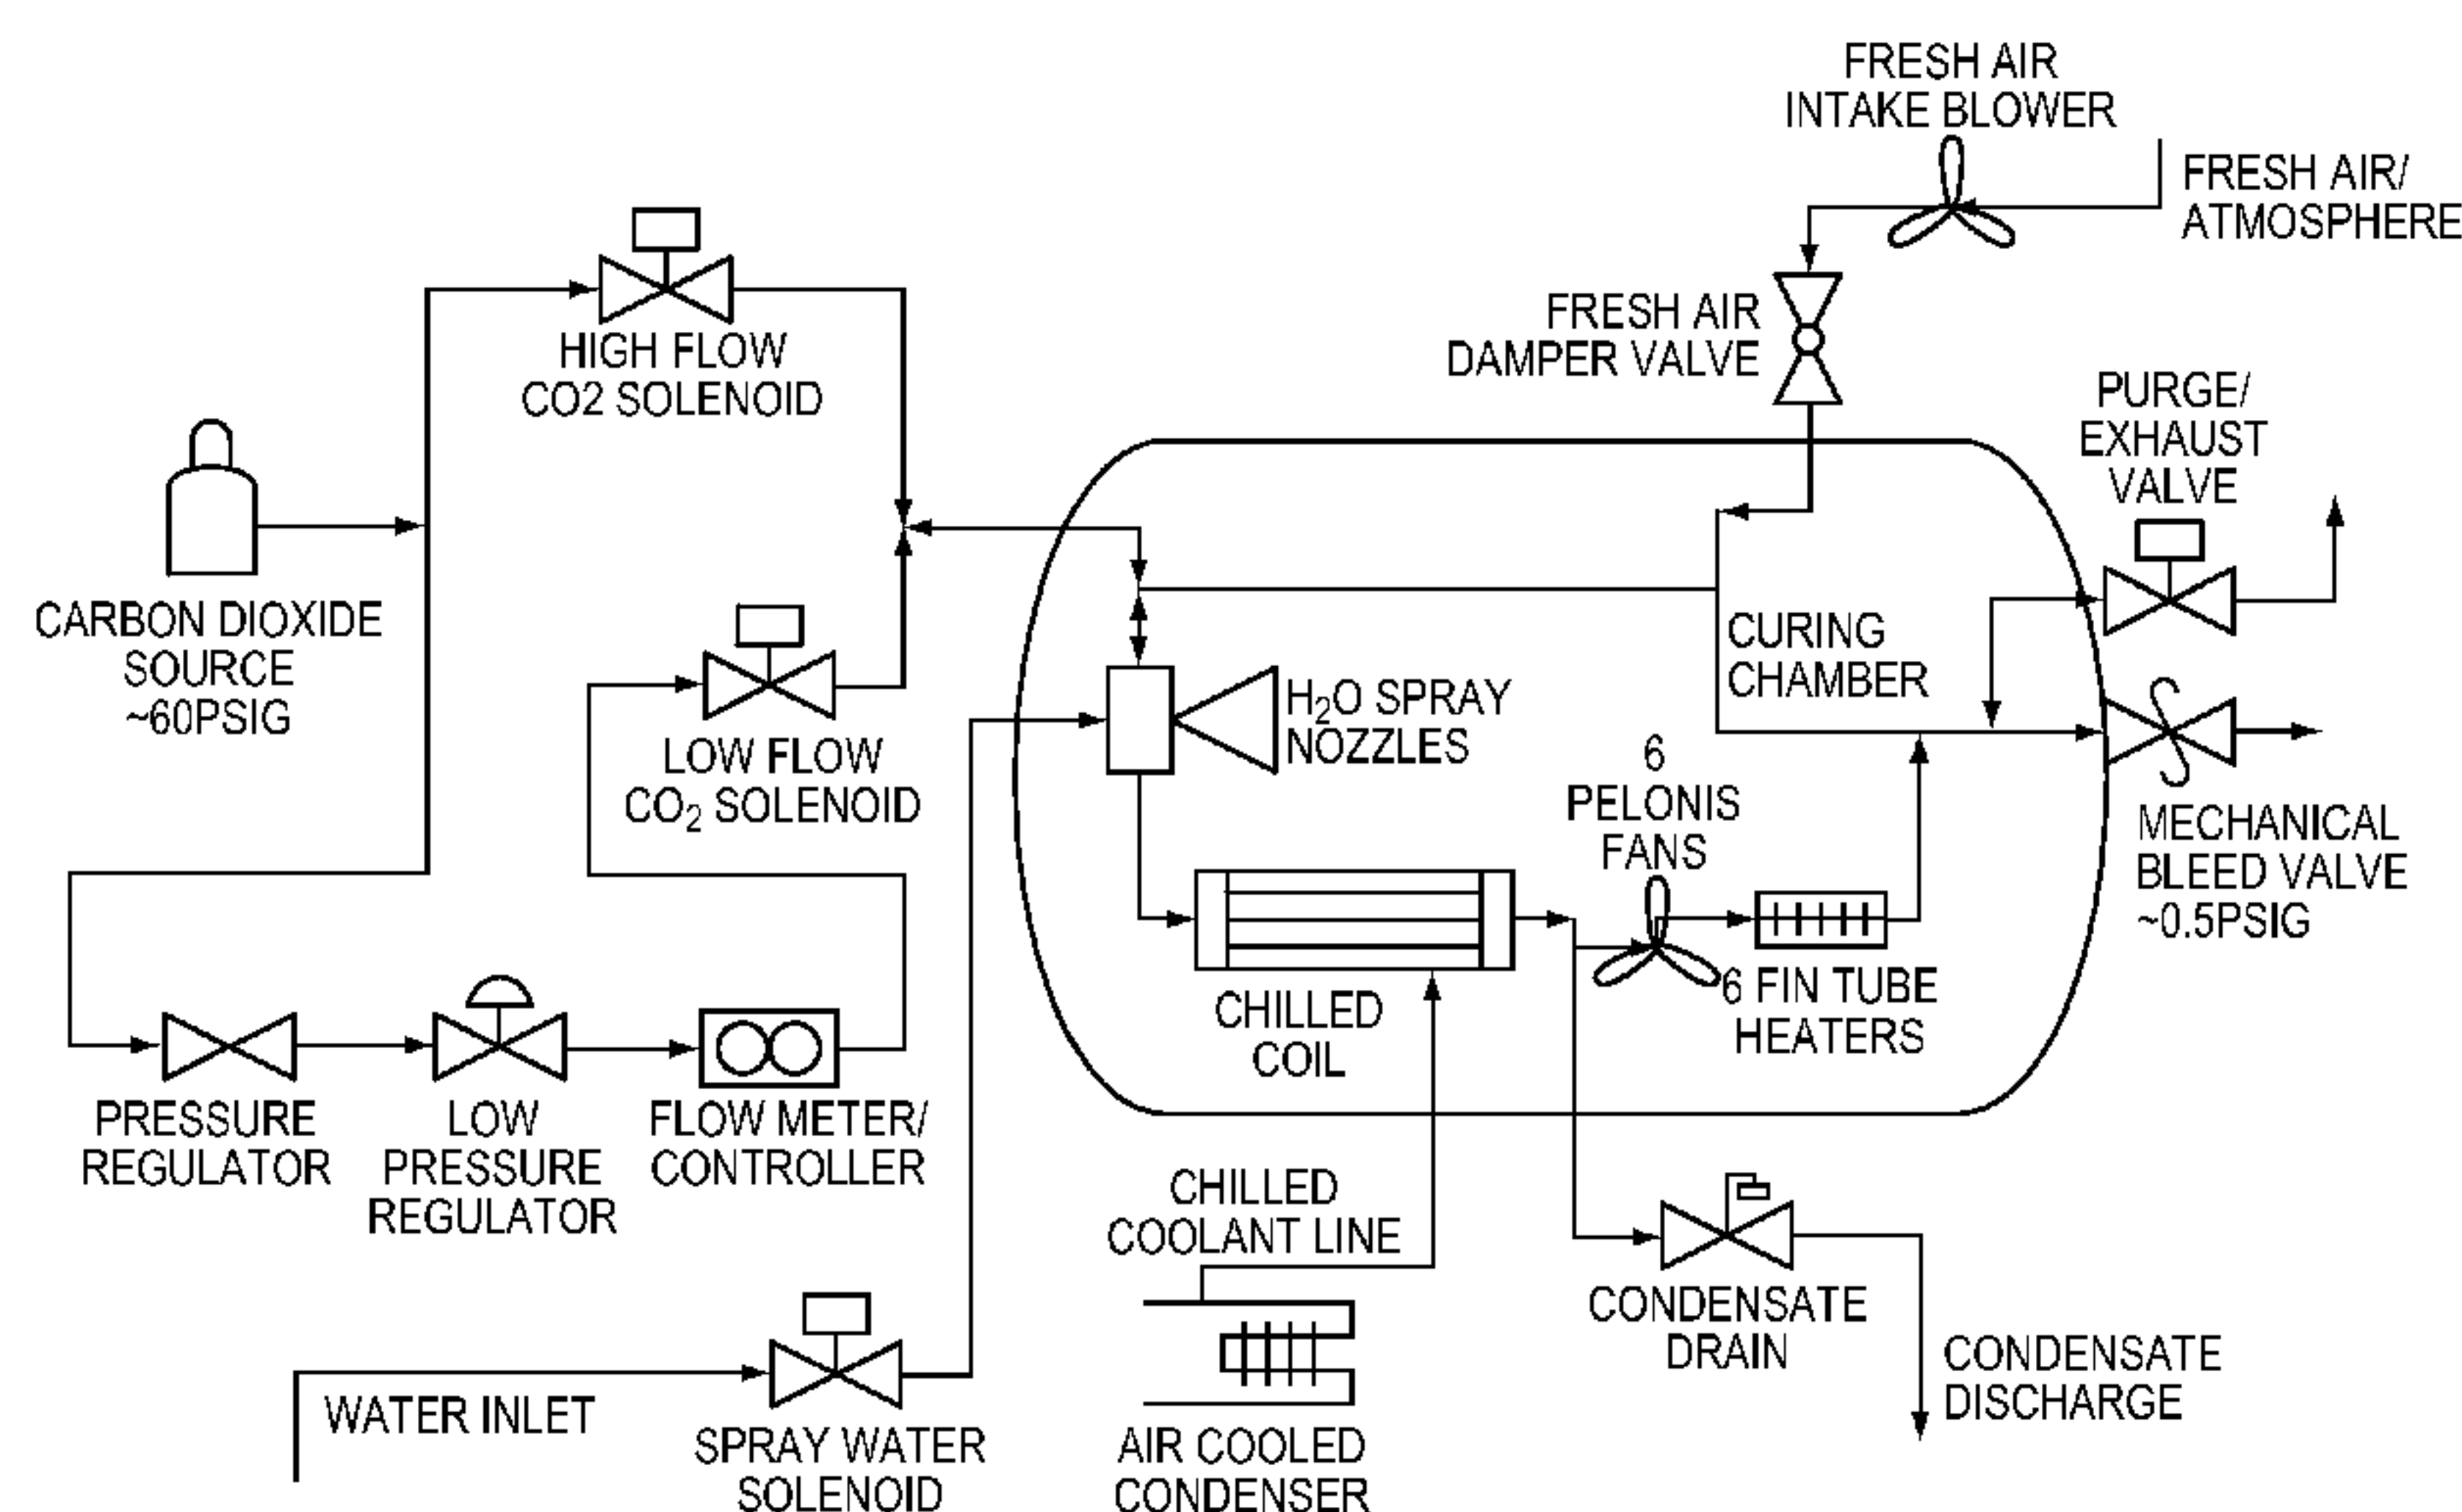 FRESH AIR
INTAKE BLOWER
FRESH AIR/
ATMOSPHERE
HIGH FLOW
CO2 SOLENOID
FRESH AIR
DAMPER VALVE
PURGE/
EXHAUST
VALVE
CARBON DIOXIDE
SOURCE
~60PSIG
LOW FLOW
CO₂ SOLENOID
H₂O SPRAY
NOZZLES
CURING
CHAMBER
6
PELONIS
FANS
MECHANICAL
BLEED VALVE
~0.5PSIG
6 FIN TUBE
HEATERS
CHILLED
COIL
PRESSURE
REGULATOR
LOW
PRESSURE
REGULATOR
FLOW METER/
CONTROLLER
CHILLED
COOLANT LINE
CONDENSATE
DRAIN
CONDENSATE
DISCHARGE
WATER INLET
SPRAY WATER
SOLENOID
AIR COOLED
CONDENSER